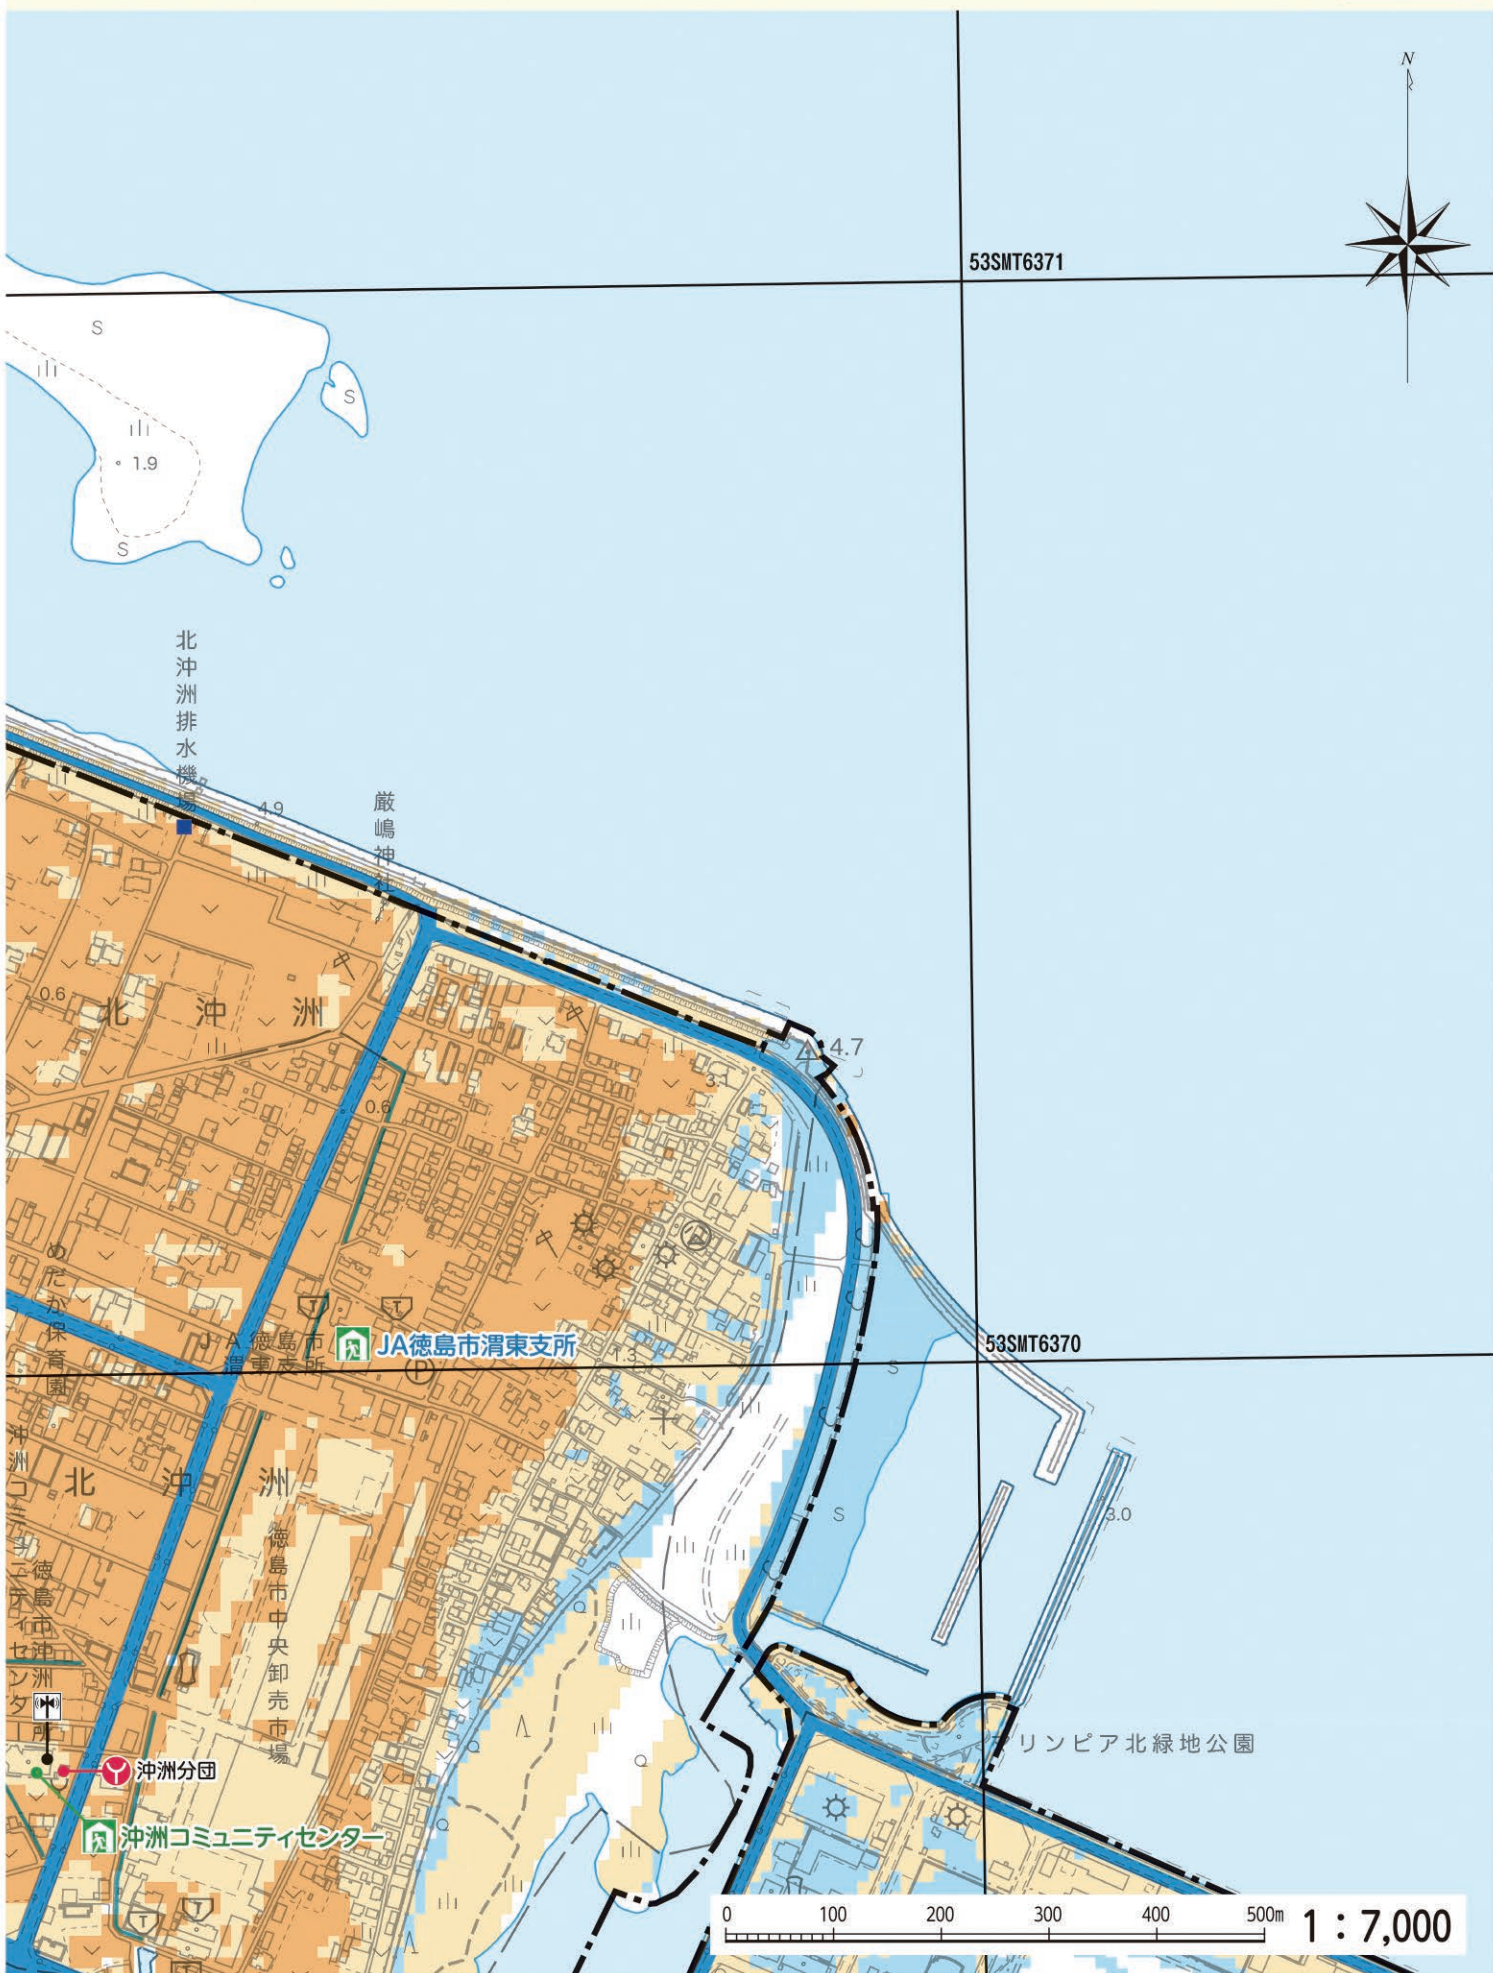 N
53SMT6371
S
S
1.9
S
北沖洲排水機場
4.9
厳嶋神社
0.6
北沖洲
4.7
3.1
0.6
めだか保育園
JA徳島市
渭東支所
JA徳島市渭東支所
53SMT6370
1.3
P
S
北沖洲
沖洲コミュニティセンター
徳島市沖洲
徳島市中央卸売市場
S
3.0
沖洲分団
リンピア北緑地公園
沖洲コミュニティセンター
0 100 200 300 400 500m
1：7,000